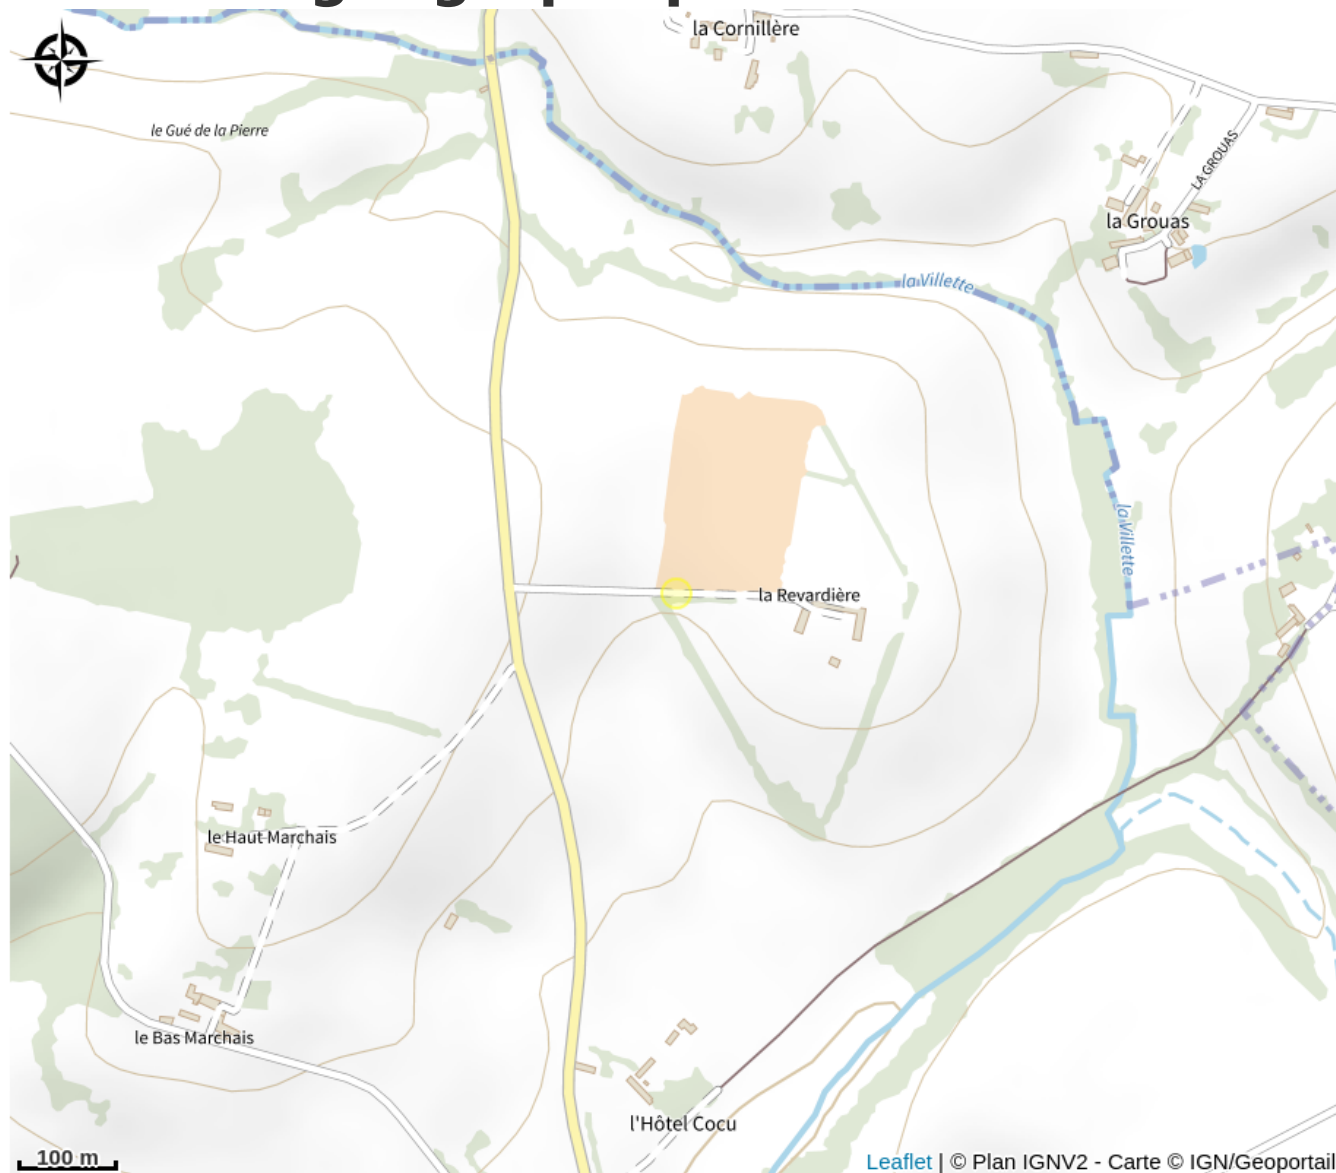 la Cornillère
le Gué de la Pierre
LA GROUAS
la Grouas
la Villette
la Villette
la Revardière
le Haut Marchais
le Bas Marchais
l'Hôtel Cocu
100 m
Leaflet | © Plan IGNV2 - Carte © IGN/Geoportail